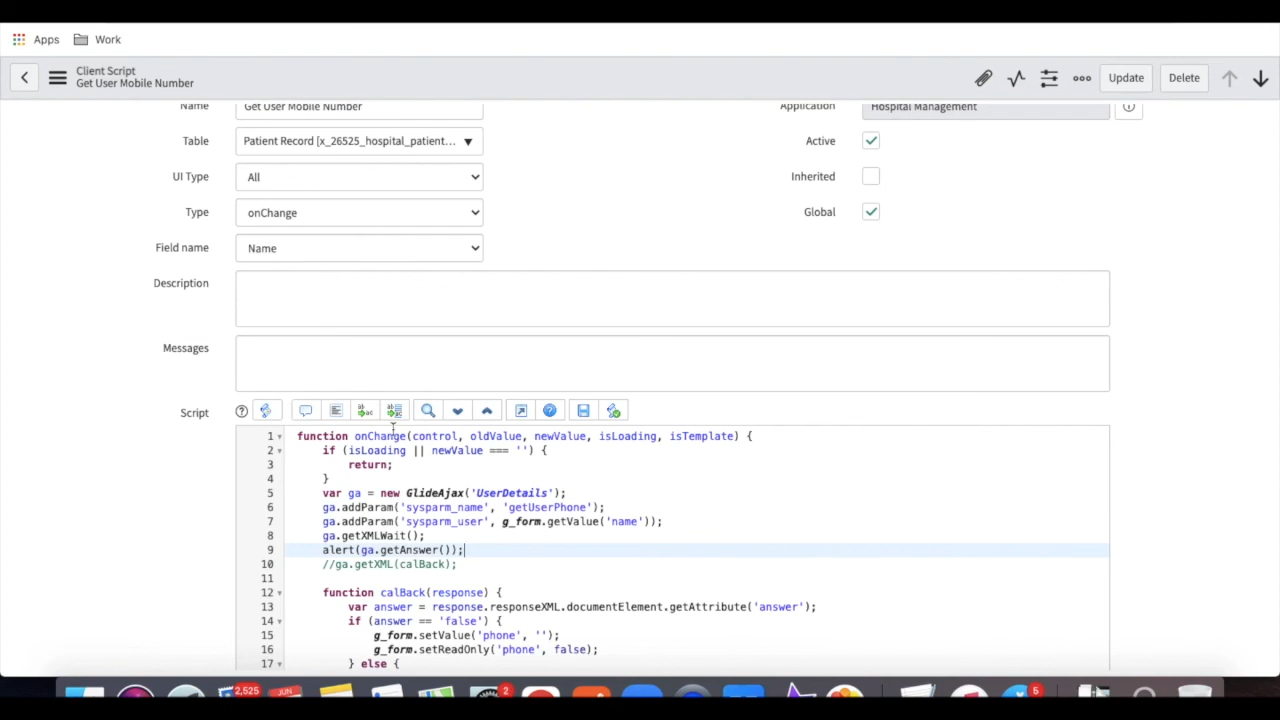 Apps Work
Client Script
Get User Mobile Number
Update Delete
Name Get User Mobile Number Application Hospital Management
Table Patient Record [x_26525_hospital_patient... Active
UI Type All Inherited
Type onChange Global
Field name Name
Description
Messages
Script
1 function onChange(control, oldValue, newValue, isLoading, isTemplate) {
2 if (isLoading || newValue === '') {
3 return;
4 }
5 var ga = new GlideAjax('UserDetails');
6 ga.addParam('sysparm_name', 'getUserPhone');
7 ga.addParam('sysparm_user', g_form.getValue('name'));
8 ga.getXMLWait();
9 alert(ga.getAnswer());
10 //ga.getXML(calBack);
11
12 function calBack(response) {
13 var answer = response.responseXML.documentElement.getAttribute('answer');
14 if (answer == 'false') {
15 g_form.setValue('phone', '');
16 g_form.setReadOnly('phone', false);
17 } else {
2,525 JUN 2 5